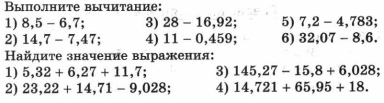 Выполните вычитание:
1) 8,5 – 6,7; 3) 28 – 16,92; 5) 7,2 – 4,783;
2) 14,7 – 7,47; 4) 11 – 0,459; 6) 32,07 – 8,6.
Найдите значение выражения:
1) 5,32 + 6,27 + 11,7; 3) 145,27 – 15,8 + 6,028;
2) 23,22 + 14,71 – 9,028; 4) 14,721 + 65,95 + 18.